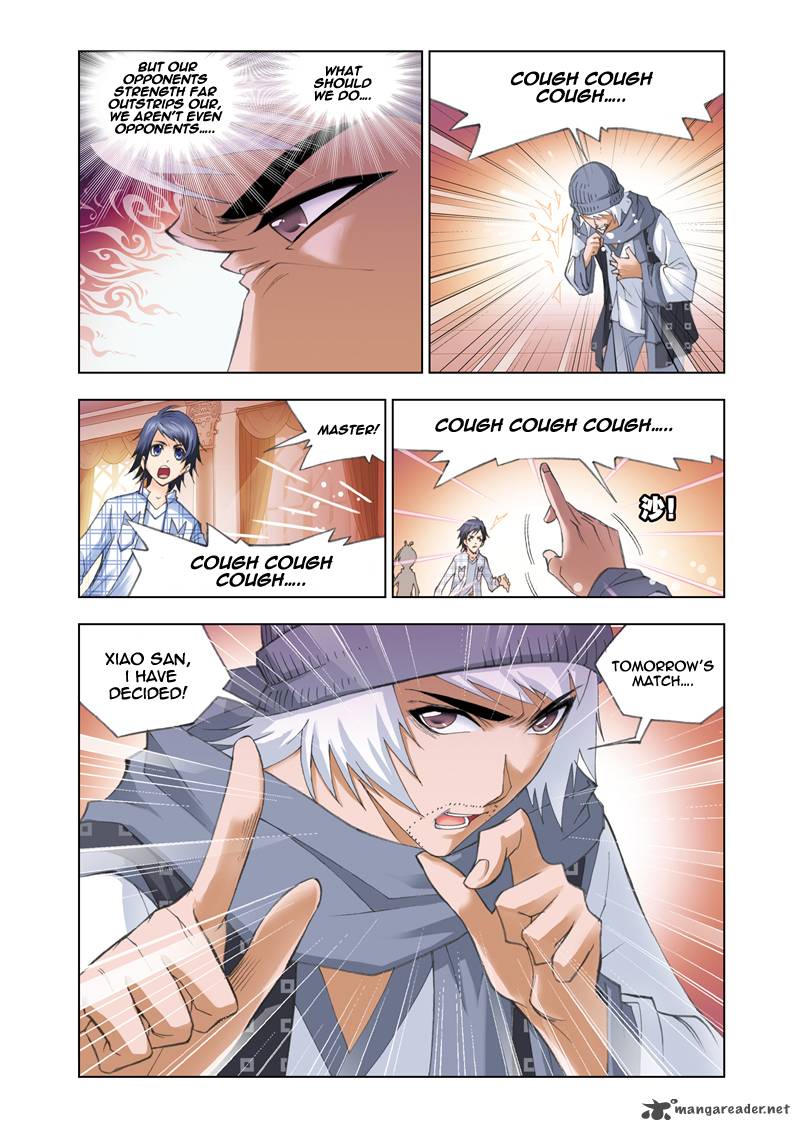 BUT OUR
OPPONENTS
STRENGTH FAR
OUTSTRIPS OUR,
WE AREN'T EVEN
OPPONENTS.....
WHAT
SHOULD
WE DO....
COUGH COUGH
COUGH.....
MASTER!
COUGH COUGH
COUGH.....
COUGH COUGH COUGH.....
沙!
XIAO SAN,
I HAVE
DECIDED!
TOMORROW'S
MATCH....
mangareader.net